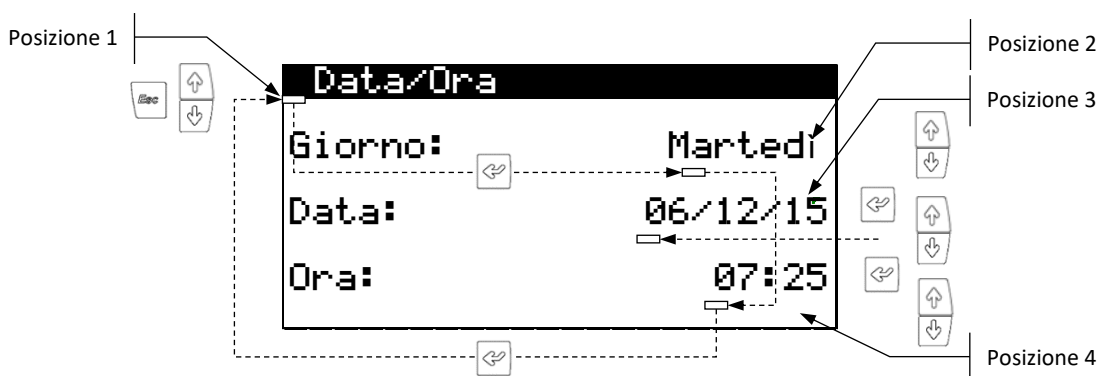 Posizione 1
Posizione 2
Data/Ora
Posizione 3
Esc
Giorno: Martedì
Data: 06/12/15
Ora: 07:25
Posizione 4